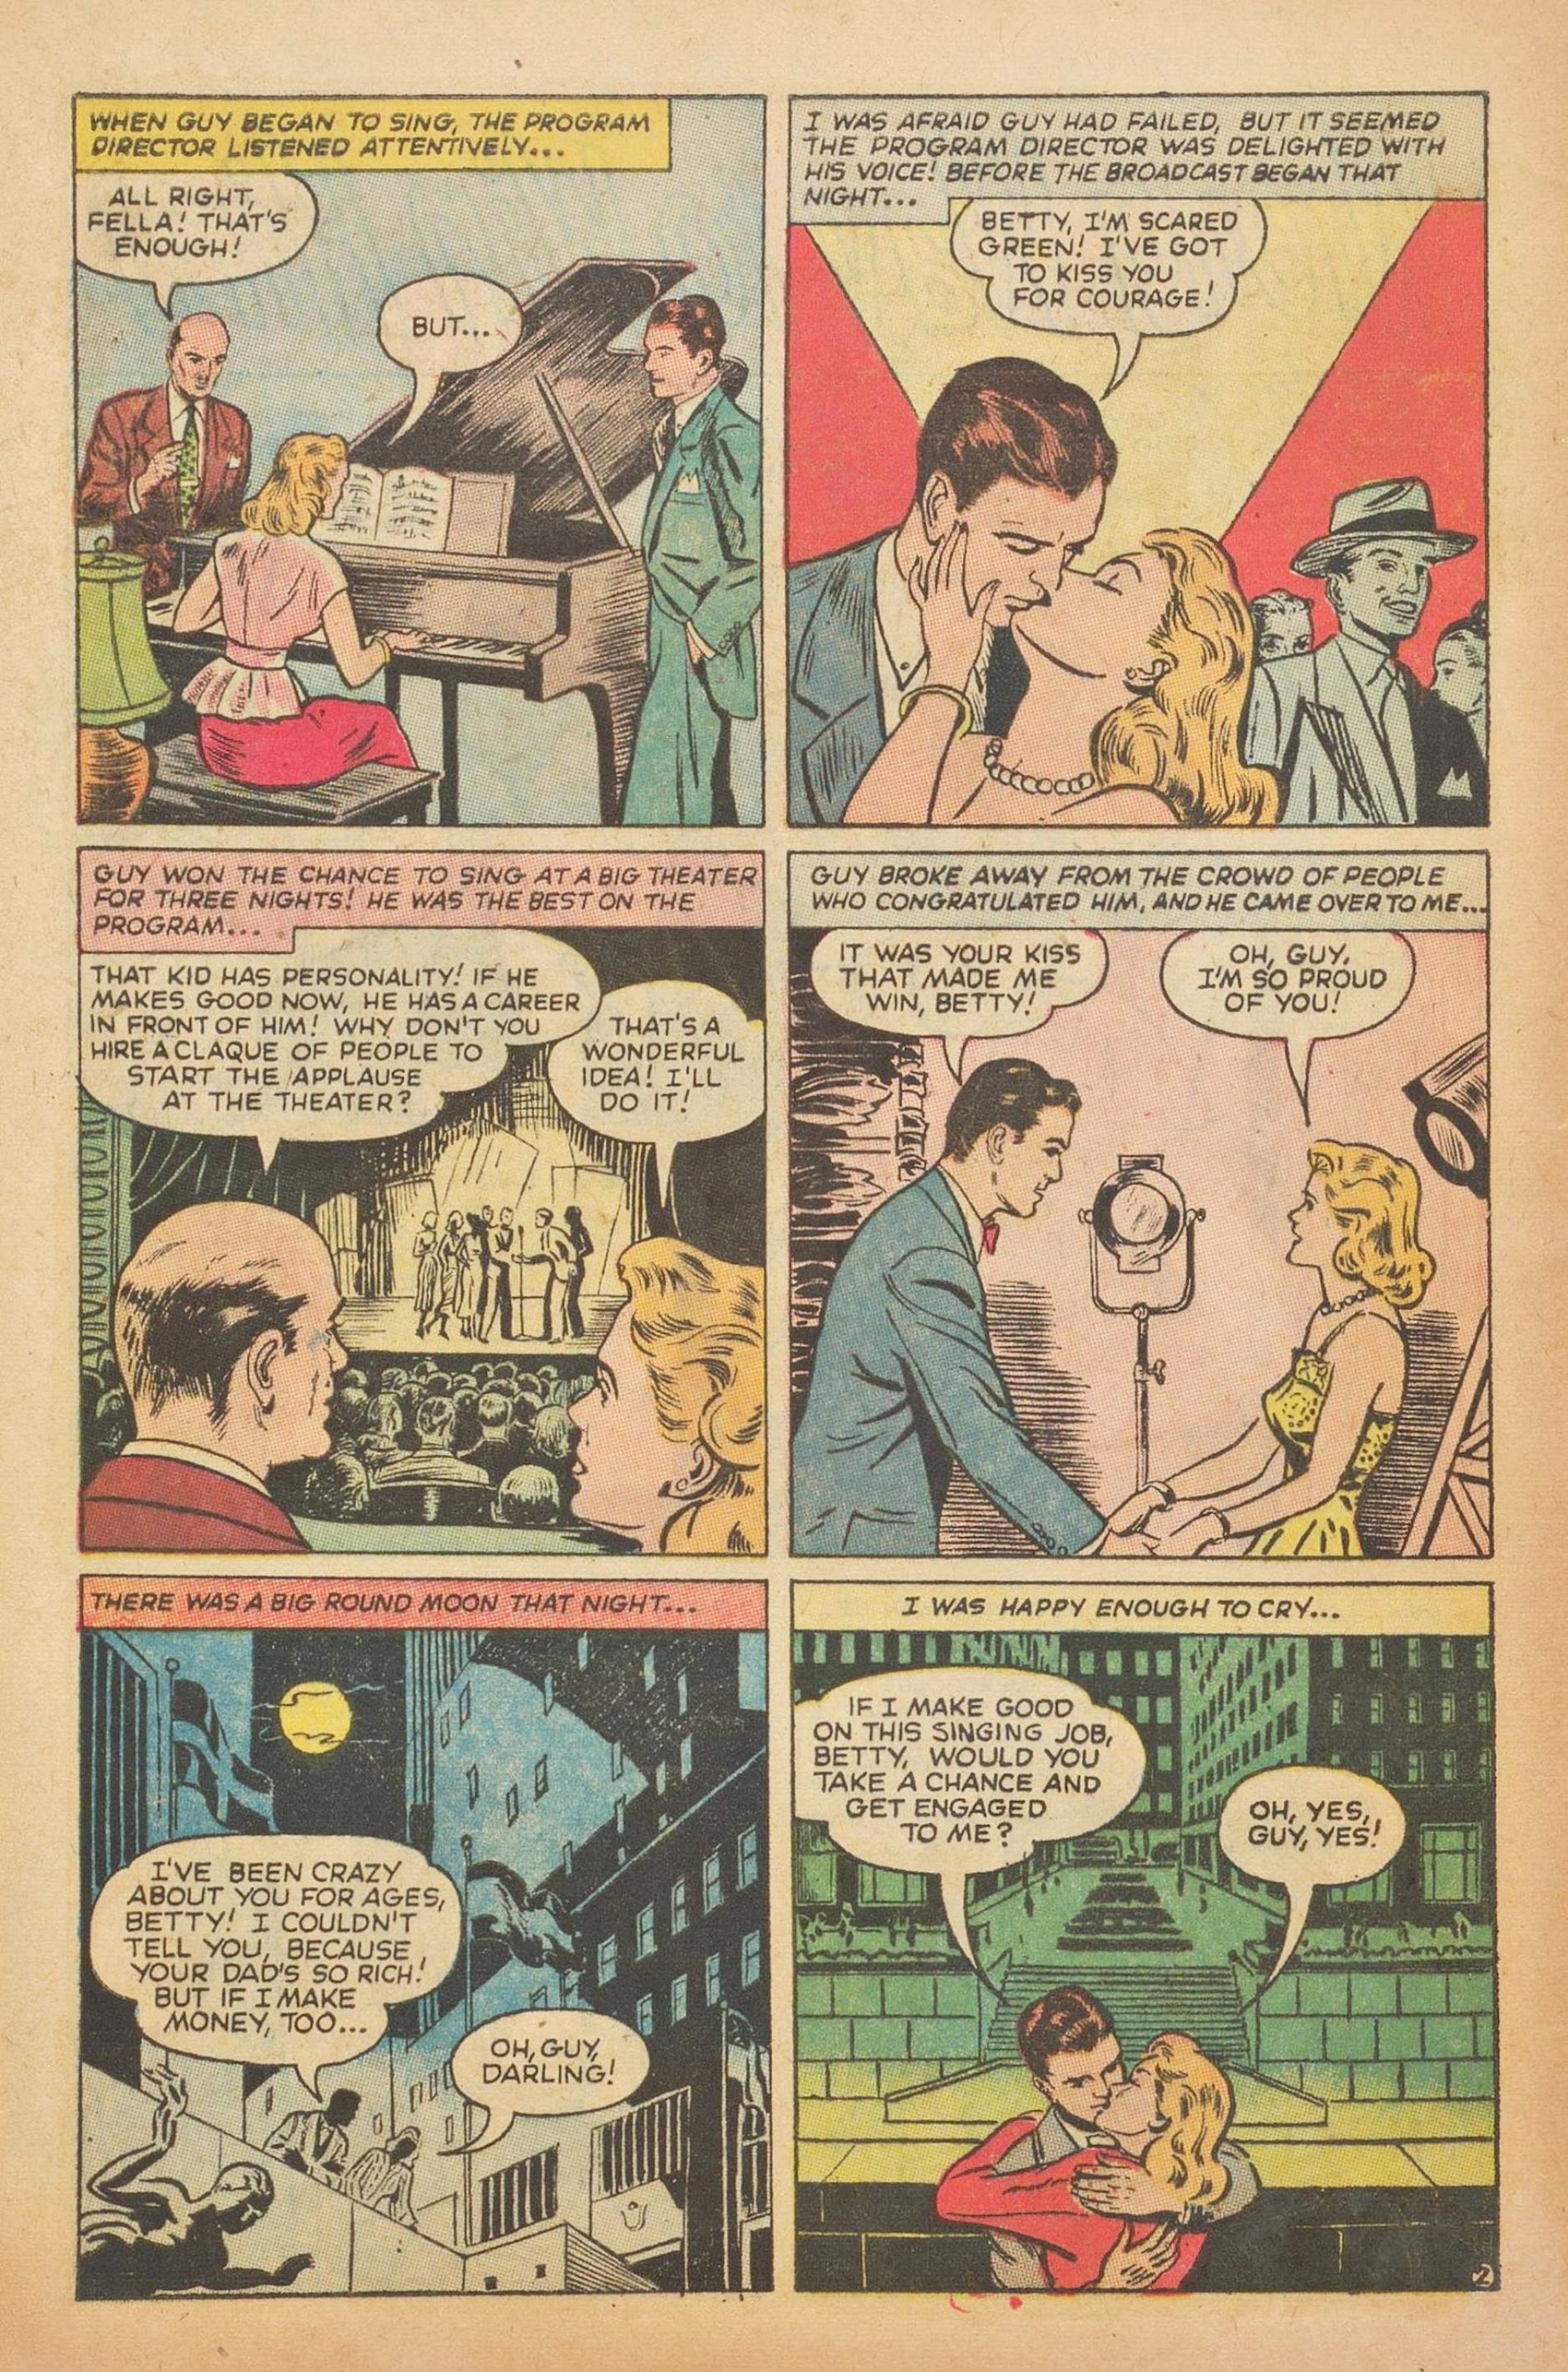 WHEN GUY BEGAN TO SING, THE PROGRAM
DIRECTOR LISTENED ATTENTIVELY...
ALL RIGHT,
FELLA! THAT'S
ENOUGH!
BUT...
I WAS AFRAID GUY HAD FAILED, BUT IT SEEMED
THE PROGRAM DIRECTOR WAS DELIGHTED WITH
HIS VOICE! BEFORE THE BROADCAST BEGAN THAT
NIGHT...
BETTY, I'M SCARED
GREEN! I'VE GOT
TO KISS YOU
FOR COURAGE!
GUY WON THE CHANCE TO SING AT A BIG THEATER
FOR THREE NIGHTS! HE WAS THE BEST ON THE
PROGRAM...
THAT KID HAS PERSONALITY! IF HE
MAKES GOOD NOW, HE HAS A CAREER
IN FRONT OF HIM! WHY DON'T YOU
HIRE A CLAQUE OF PEOPLE TO
START THE APPLAUSE
AT THE THEATER?
THAT'S A
WONDERFUL
IDEA! I'LL
DO IT!
GUY BROKE AWAY FROM THE CROWD OF PEOPLE
WHO CONGRATULATED HIM, AND HE CAME OVER TO ME...
IT WAS YOUR KISS
THAT MADE ME
WIN, BETTY!
OH, GUY,
I'M SO PROUD
OF YOU!
THERE WAS A BIG ROUND MOON THAT NIGHT...
I'VE BEEN CRAZY
ABOUT YOU FOR AGES,
BETTY! I COULDN'T
TELL YOU, BECAUSE
YOUR DAD'S SO RICH!
BUT IF I MAKE
MONEY, TOO...
OH, GUY,
DARLING!
I WAS HAPPY ENOUGH TO CRY...
IF I MAKE GOOD
ON THIS SINGING JOB,
BETTY, WOULD YOU
TAKE A CHANCE AND
GET ENGAGED
TO ME?
OH, YES,
GUY, YES!
2